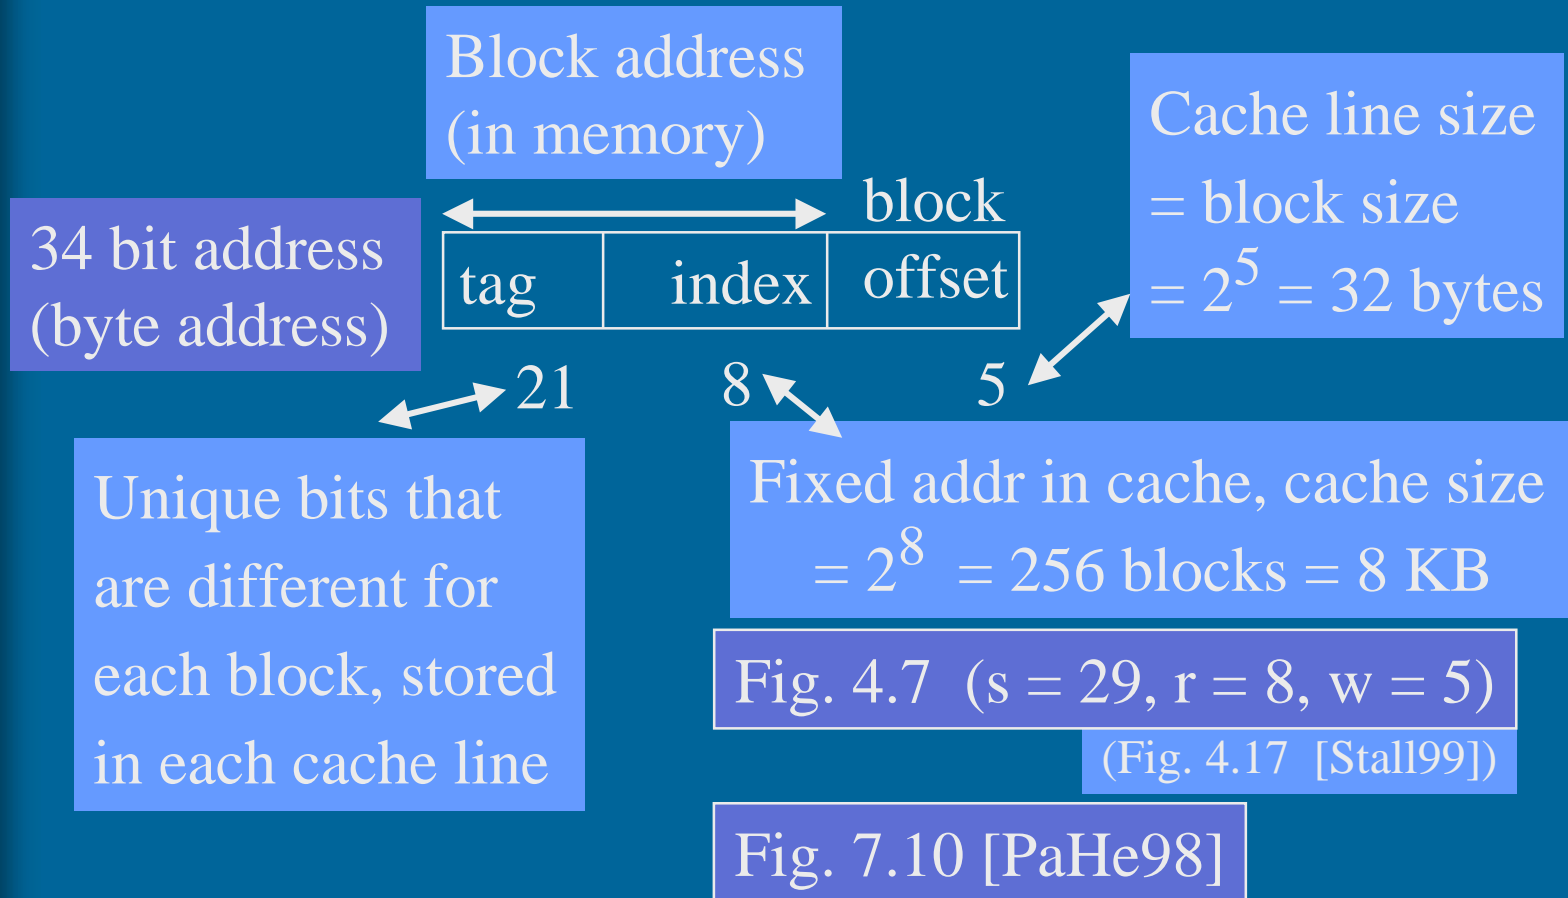 Block address
(in memory)
34 bit address
(byte address)
tag
index
block
offset
Cache line size
= block size
= 2^5 = 32 bytes
21
8
5
Unique bits that
are different for
each block, stored
in each cache line
Fixed addr in cache, cache size
= 2^8 = 256 blocks = 8 KB
Fig. 4.7 (s = 29, r = 8, w = 5)
(Fig. 4.17 [Stall99])
Fig. 7.10 [PaHe98]